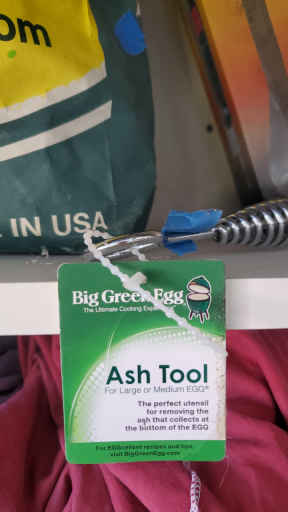 om
IN USA
Big Green Egg
The Ultimate Cooking Experience
Ash Tool
For Large or Medium EGG®
The perfect utensil
for removing the
ash that collects at
the bottom of the EGG
For EGGcellent recipes and tips,
visit BigGreenEgg.com